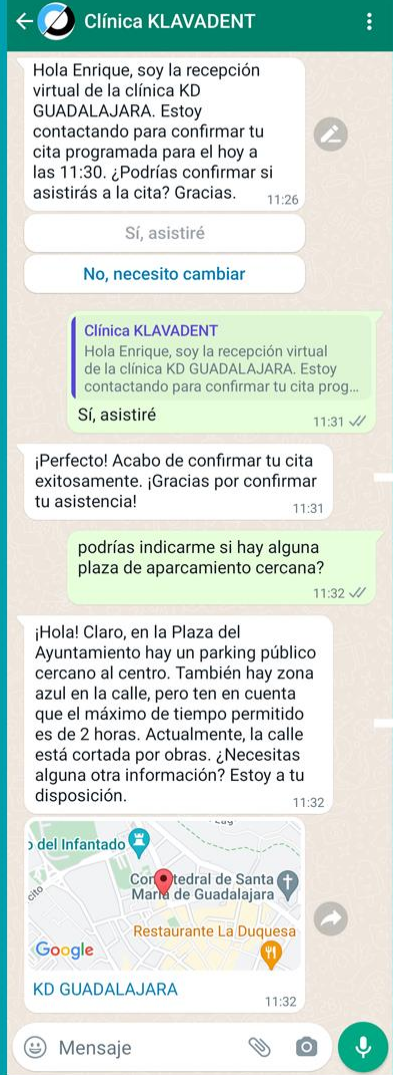 Clínica KLAVADENT
Hola Enrique, soy la recepción
virtual de la clínica KD
GUADALAJARA. Estoy
contactando para confirmar tu
cita programada para el hoy a
las 11:30. ¿Podrías confirmar si
asistirás a la cita? Gracias.
11:26
Sí, asistiré
No, necesito cambiar
Clínica KLAVADENT
Hola Enrique, soy la recepción virtual
de la clínica KD GUADALAJARA. Estoy
contactando para confirmar tu cita prog...
Sí, asistiré
11:31
¡Perfecto! Acabo de confirmar tu cita
exitosamente. ¡Gracias por confirmar
tu asistencia!
11:31
podrías indicarme si hay alguna
plaza de aparcamiento cercana?
11:32
¡Hola! Claro, en la Plaza del
Ayuntamiento hay un parking público
cercano al centro. También hay zona
azul en la calle, pero ten en cuenta
que el máximo de tiempo permitido
es de 2 horas. Actualmente, la calle
está cortada por obras. ¿Necesitas
alguna otra información? Estoy a tu
disposición.
11:32
o del Infantado
Con tedral de Santa
María de Guadalajara
Restaurante La Duquesa
Google
KD GUADALAJARA
11:32
Mensaje